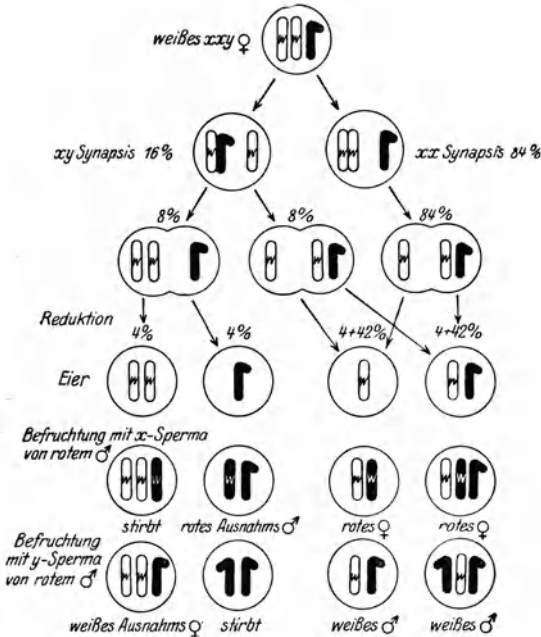 weißes xxy ♀
w w
w w
w w
xy Synapsis 16%
xx Synapsis 84%
8%
8%
84%
w w
w w
w w
Reduktion
4%
4%
4+42%
4+42%
Eier
w w
w
w
Befruchtung mit x-Sperma
von rotem ♂
w w W
W
w W
w W
stirbt
rotes Ausnahms ♂
rotes ♀
rotes ♀
Befruchtung
mit y-Sperma
von rotem ♂
w w
w
w
weißes Ausnahms ♀
stirbt
weißes ♂
weißes ♂